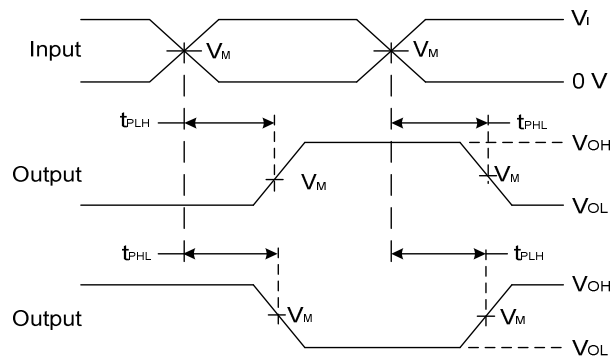 VI
Input VM VM
0 V
tPLH tPHL
VOH
Output VM VM
VOL
tPHL tPLH
VOH
Output VM VM
VOL